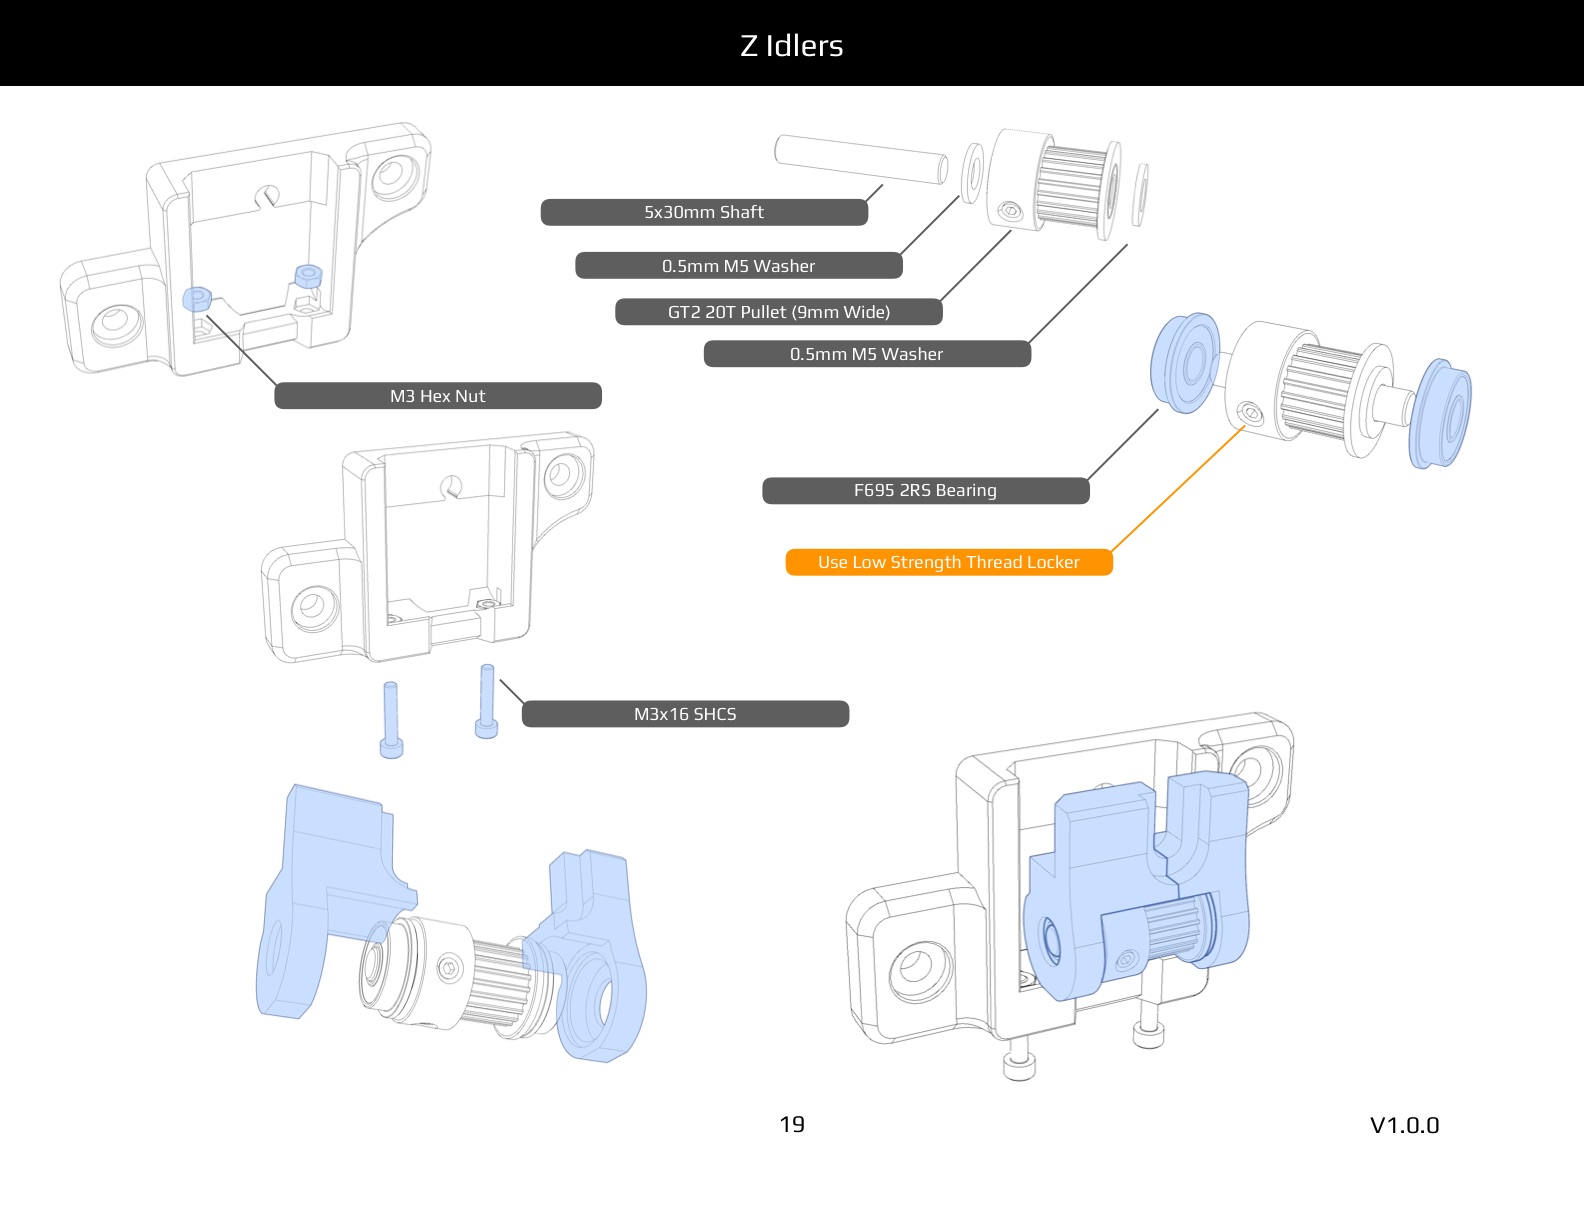 Z Idlers
5x30mm Shaft
0.5mm M5 Washer
GT2 20T Pullet (9mm Wide)
0.5mm M5 Washer
M3 Hex Nut
F695 2RS Bearing
Use Low Strength Thread Locker
M3x16 SHCS
19
V1.0.0